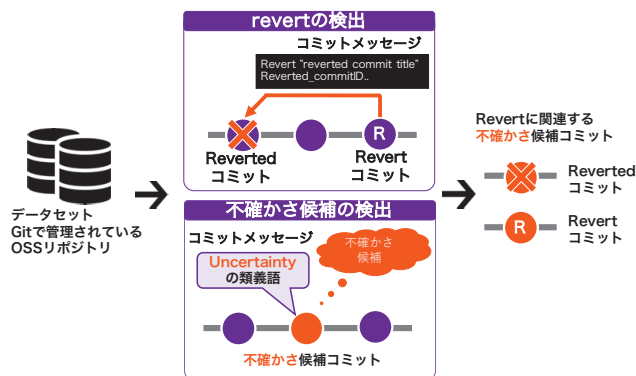 revertの検出
コミットメッセージ
Revert "reverted commit title"
Reverted_commitID..
R
Reverted
コミット
Revert
コミット
データセット
Gitで管理されている
OSSリポジトリ
不確かさ候補の検出
コミットメッセージ
不確かさ
候補
Uncertainty
の類義語
不確かさ候補コミット
Revertに関連する
不確かさ候補コミット
Reverted
コミット
R
Revert
コミット